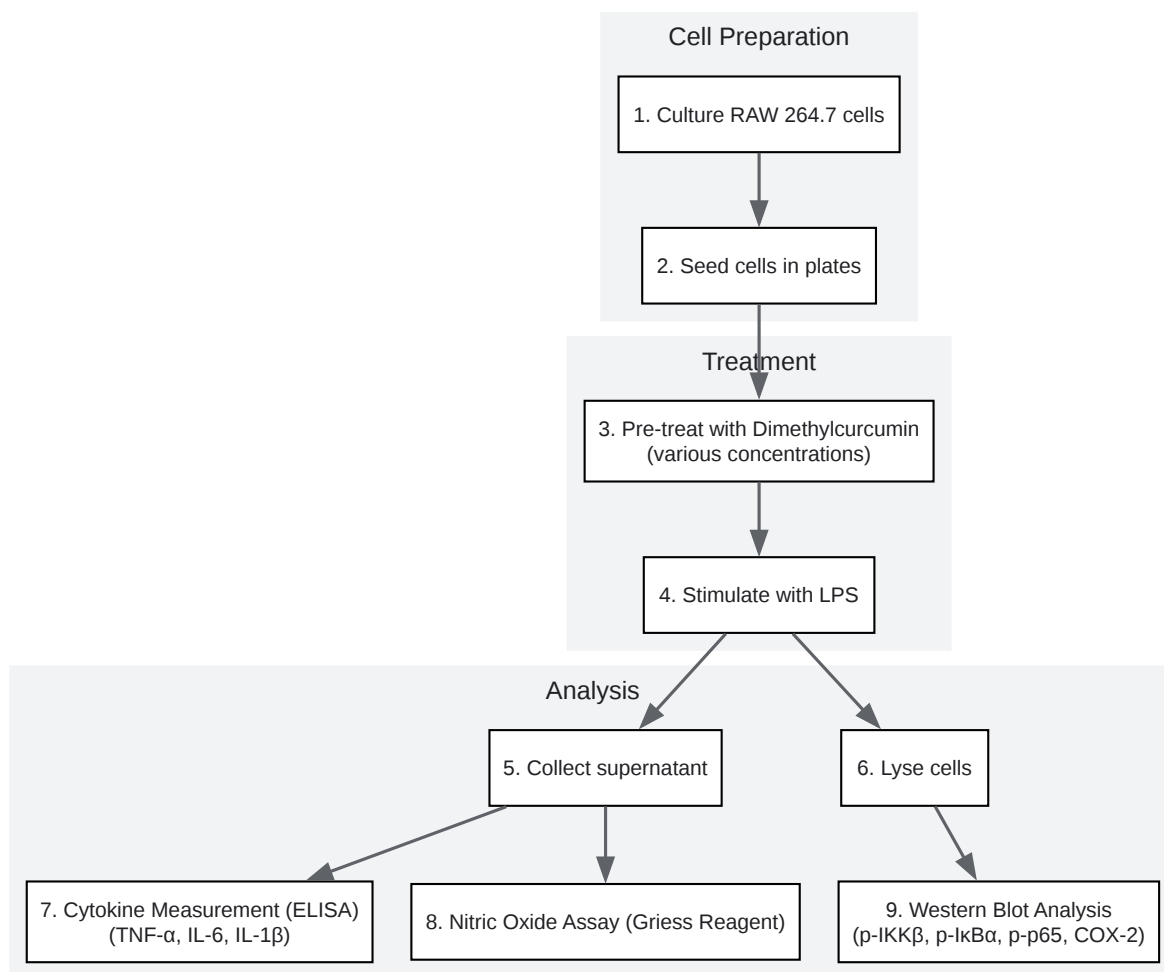 Cell Preparation
1. Culture RAW 264.7 cells
2. Seed cells in plates
Treatment
3. Pre-treat with Dimethylcurcumin
(various concentrations)
4. Stimulate with LPS
Analysis
5. Collect supernatant
6. Lyse cells
7. Cytokine Measurement (ELISA)
(TNF-α, IL-6, IL-1β)
8. Nitric Oxide Assay (Griess Reagent)
9. Western Blot Analysis
(p-IKKβ, p-IκBα, p-p65, COX-2)